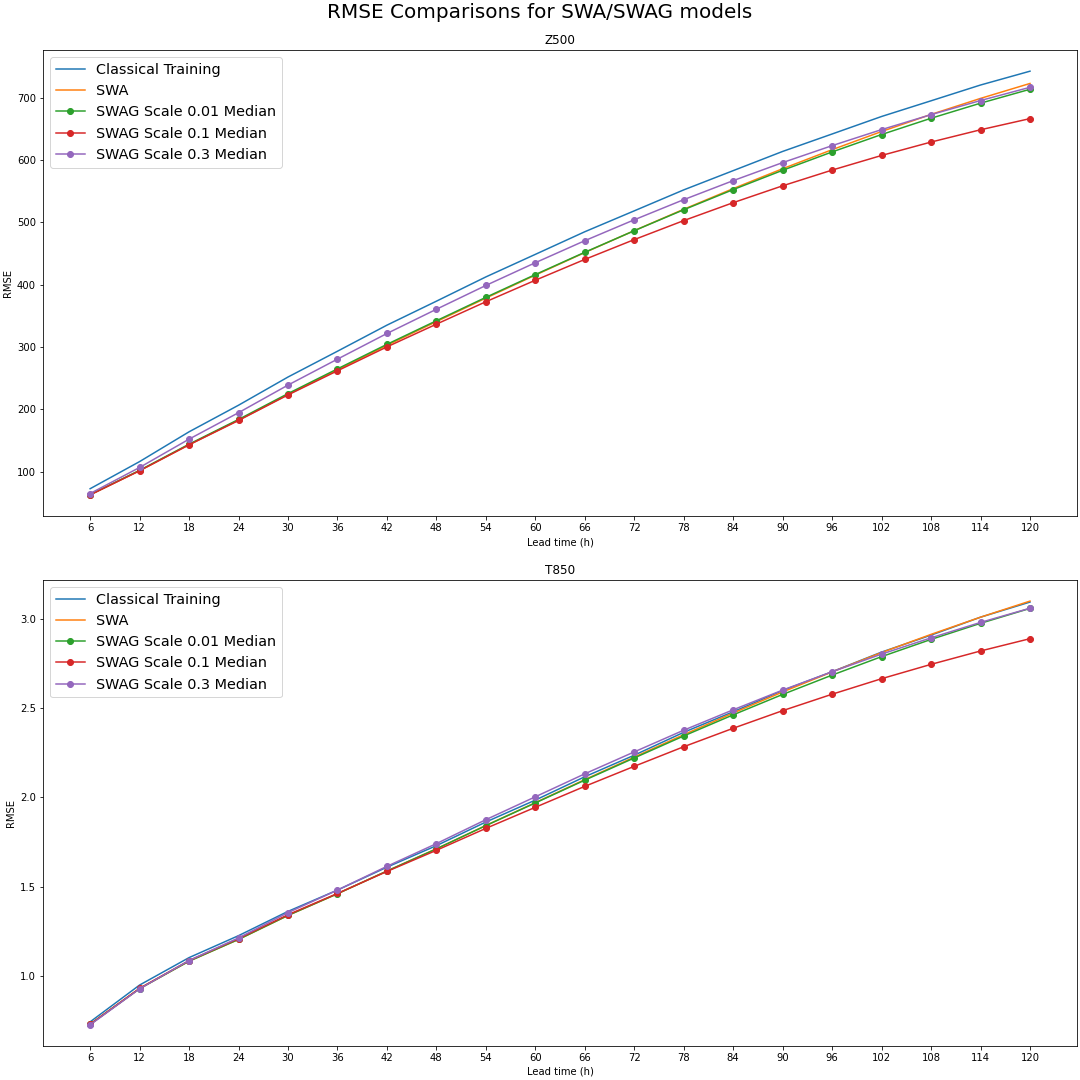 RMSE Comparisons for SWA/SWAG models
Z500
Classical Training
SWA
SWAG Scale 0.01 Median
SWAG Scale 0.1 Median
SWAG Scale 0.3 Median
700
600
500
400
300
200
100
RMSE
6 12 18 24 30 36 42 48 54 60 66 72 78 84 90 96 102 108 114 120
Lead time (h)
T850
Classical Training
SWA
SWAG Scale 0.01 Median
SWAG Scale 0.1 Median
SWAG Scale 0.3 Median
3.0
2.5
2.0
1.5
1.0
RMSE
6 12 18 24 30 36 42 48 54 60 66 72 78 84 90 96 102 108 114 120
Lead time (h)